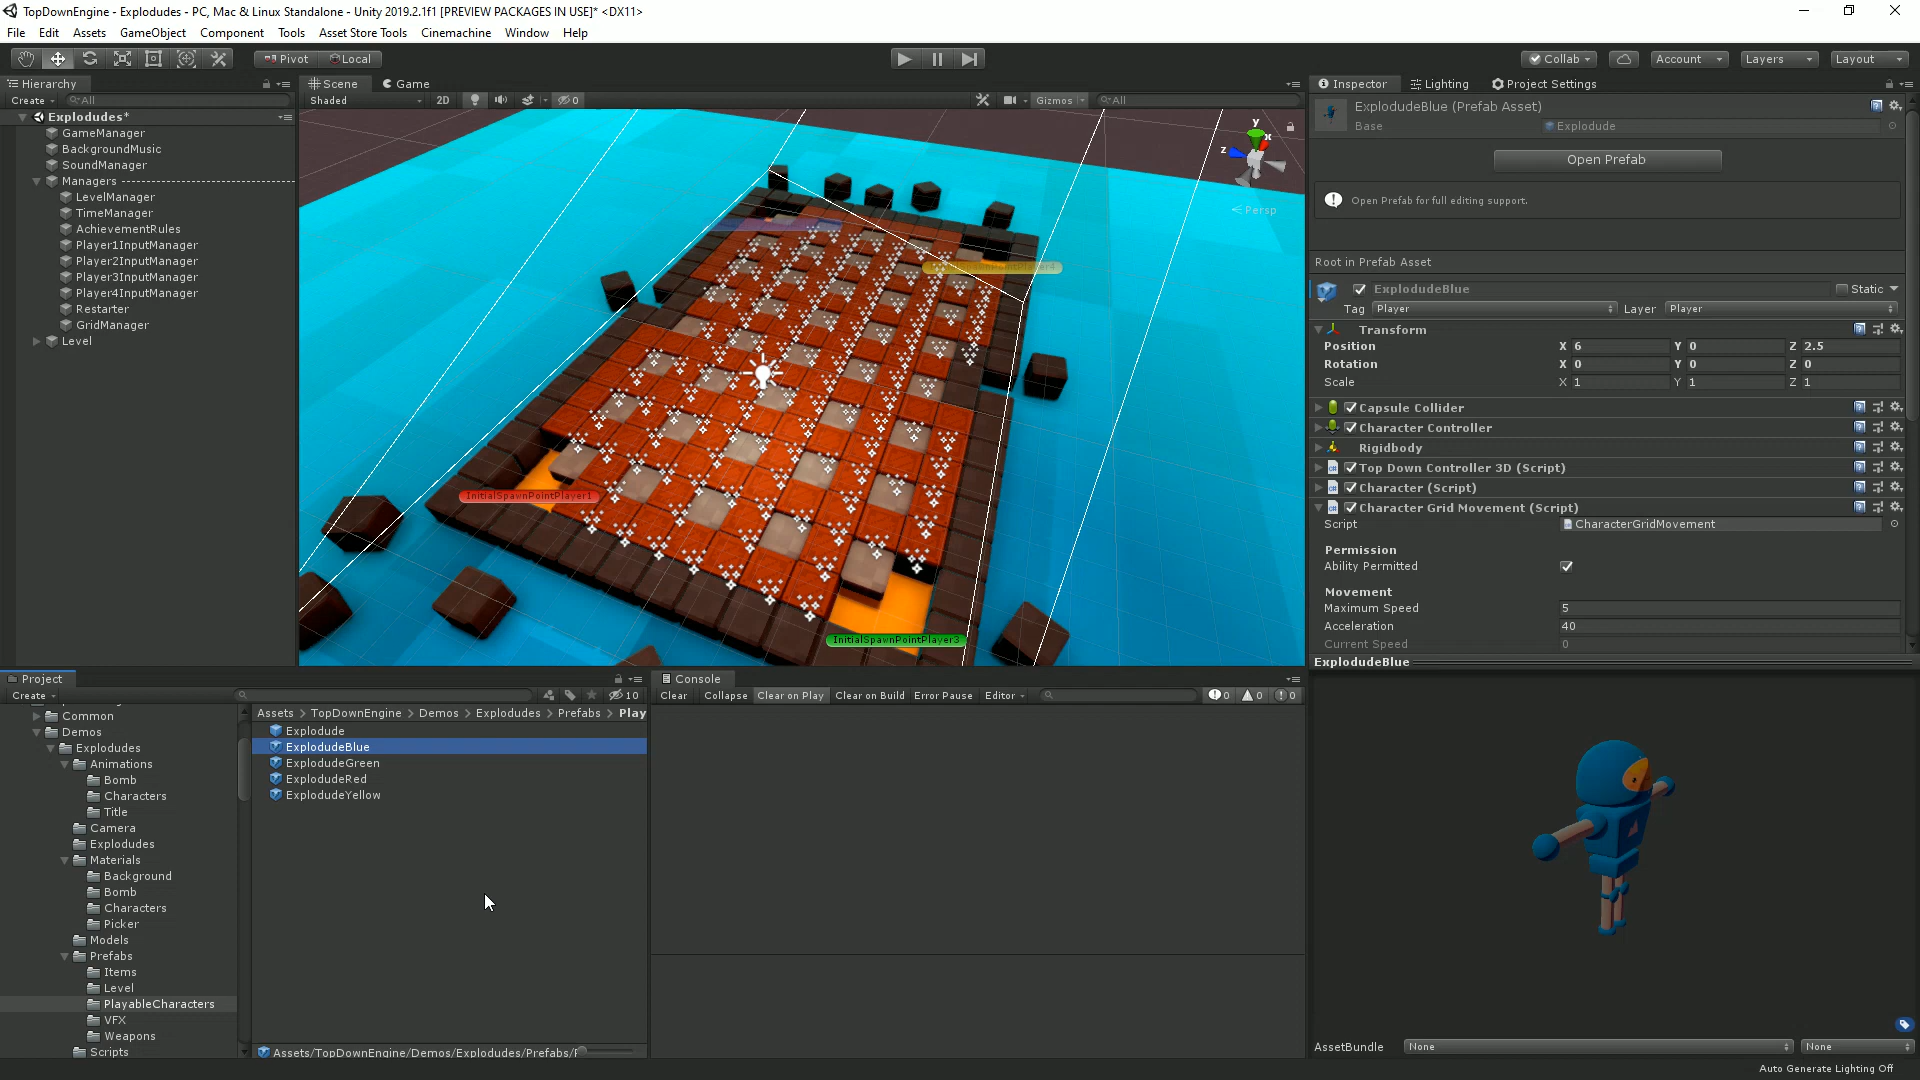 TopDownEngine - Explodudes - PC, Mac & Linux Standalone - Unity 2019.2.1f1 [PREVIEW PACKAGES IN USE]* <DX11>
File Edit Assets GameObject Component Tools Asset Store Tools Cinemachine Window Help
Pivot Local Collab Account Layers Layout
Hierarchy
Create All
Explodudes*
GameManager
BackgroundMusic
SoundManager
Managers --------------------------------
LevelManager
TimeManager
AchievementRules
Player1InputManager
Player2InputManager
Player3InputManager
Player4InputManager
Restarter
GridManager
Level
Scene Game
Shaded 2D 0 Gizmos All
y
x
z
Persp
InitialSpawnPointPlayer1
InitialSpawnPointPlayer3
Inspector Lighting Project Settings
ExplodudeBlue (Prefab Asset)
Base Explodude
Open Prefab
Open Prefab for full editing support.
Root in Prefab Asset
ExplodudeBlue Static
Tag Player Layer Player
Transform
Position X 6 Y 0 Z 2.5
Rotation X 0 Y 0 Z 0
Scale X 1 Y 1 Z 1
Capsule Collider
Character Controller
Rigidbody
Top Down Controller 3D (Script)
Character (Script)
Character Grid Movement (Script)
Script CharacterGridMovement
Permission
Ability Permitted
Movement
Maximum Speed 5
Acceleration 40
Current Speed 0
ExplodudeBlue
AssetBundle None None
Auto Generate Lighting Off
Project
Create 10
Common
Demos
Explodudes
Animations
Bomb
Characters
Title
Camera
Explodudes
Materials
Background
Bomb
Characters
Picker
Models
Prefabs
Items
Level
PlayableCharacters
VFX
Weapons
Scripts
Assets > TopDownEngine > Demos > Explodudes > Prefabs > Play
Explodude
ExplodudeBlue
ExplodudeGreen
ExplodudeRed
ExplodudeYellow
Assets/TopDownEngine/Demos/Explodudes/Prefabs/
Console
Clear Collapse Clear on Play Clear on Build Error Pause Editor 0 0 0